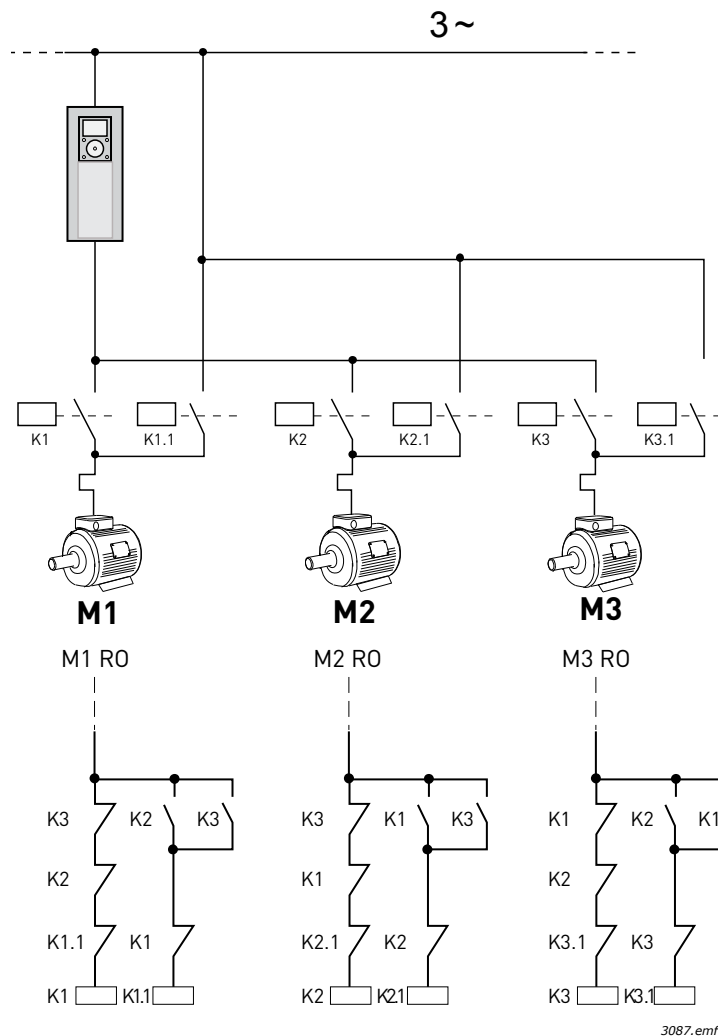 3~
K1 K1.1 K2 K2.1 K3 K3.1
M1 M2 M3
M1 RO M2 RO M3 RO
K3 K2 K3 K3 K1 K3 K1 K2 K1
K2 K1 K2
K1.1 K1 K2.1 K2 K3.1 K3
K1 K1.1 K2 K2.1 K3 K3.1
3087.emf